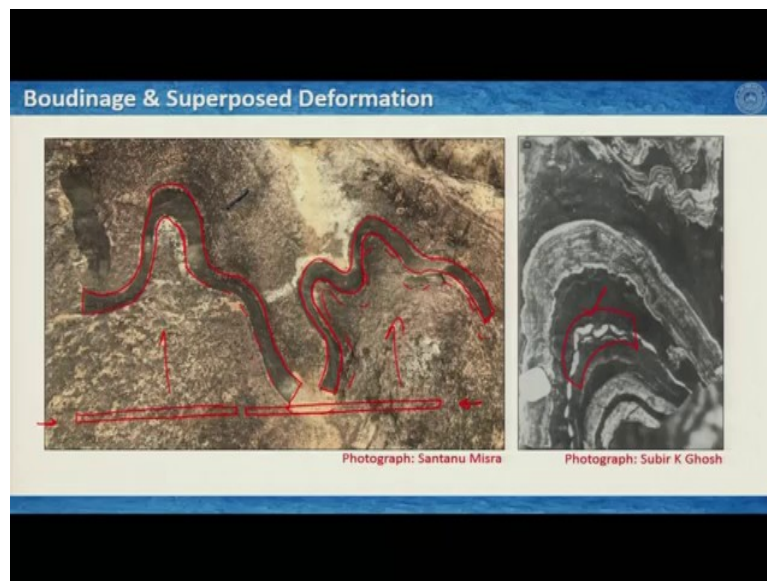 Boudinage & Superposed Deformation
Photograph: Santanu Misra
Photograph: Subir K Ghosh